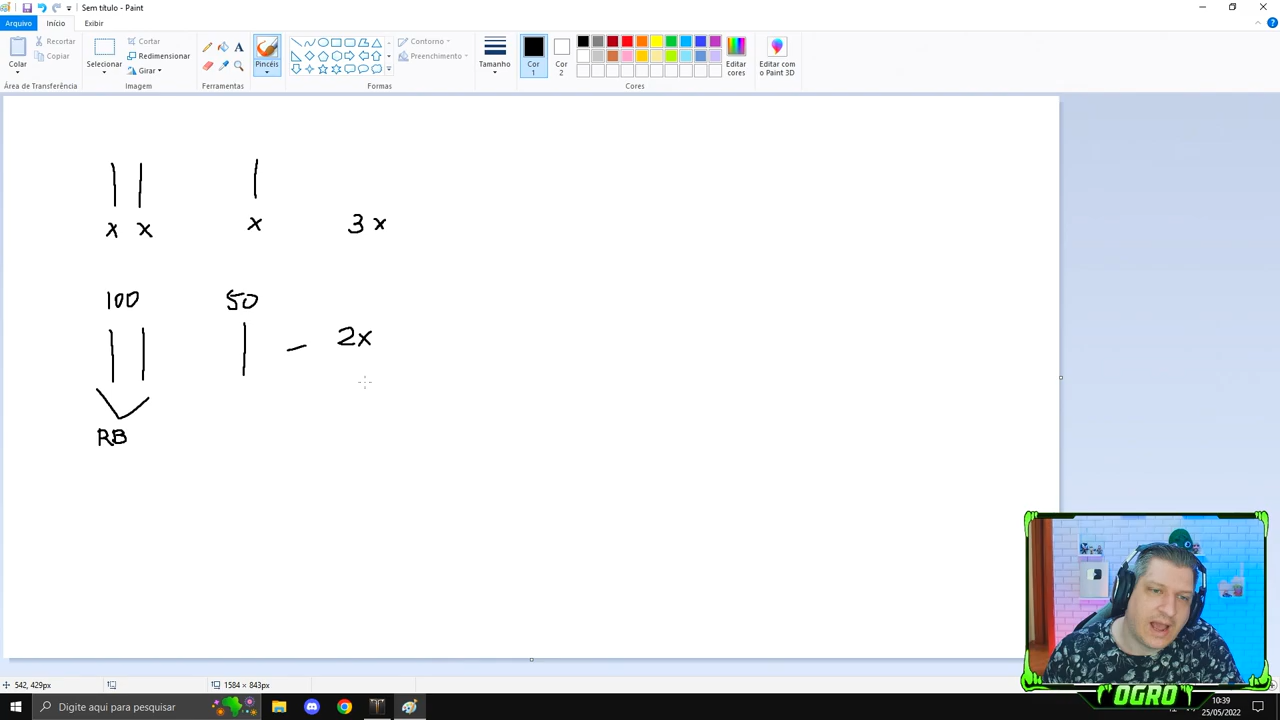 Sem título - Paint
Arquivo Início Exibir
Colar
Recortar
Copiar
Área de Transferência
Selecionar
Cortar
Redimensionar
Girar
Imagem
A
Ferramentas
Pincéis
Contorno
Preenchimento
Formas
Tamanho
Cor 1
Cor 2
Editar cores
Cores
Editar com o Paint 3D
x x x 3x
100 50
- 2x
RB
OGRO
542, 429px
1584 × 843px
Digite aqui para pesquisar
10:39
25/05/2022